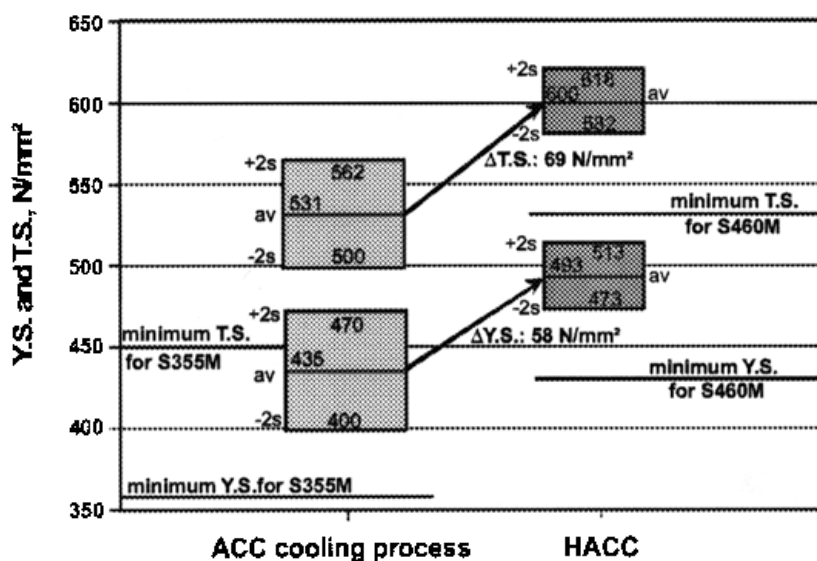 Y.S. and T.S., N/mm²
650
600
550
500
450
400
350
+2s
562
531
av
500
-2s
+2s
470
435
av
400
-2s
minimum T.S.
for S355M
minimum Y.S.for S355M
+2s
618
600
av
582
-2s
ΔT.S.: 69 N/mm²
minimum T.S.
for S460M
+2s
513
493
av
473
-2s
ΔY.S.: 58 N/mm²
minimum Y.S.
for S460M
ACC cooling process
HACC